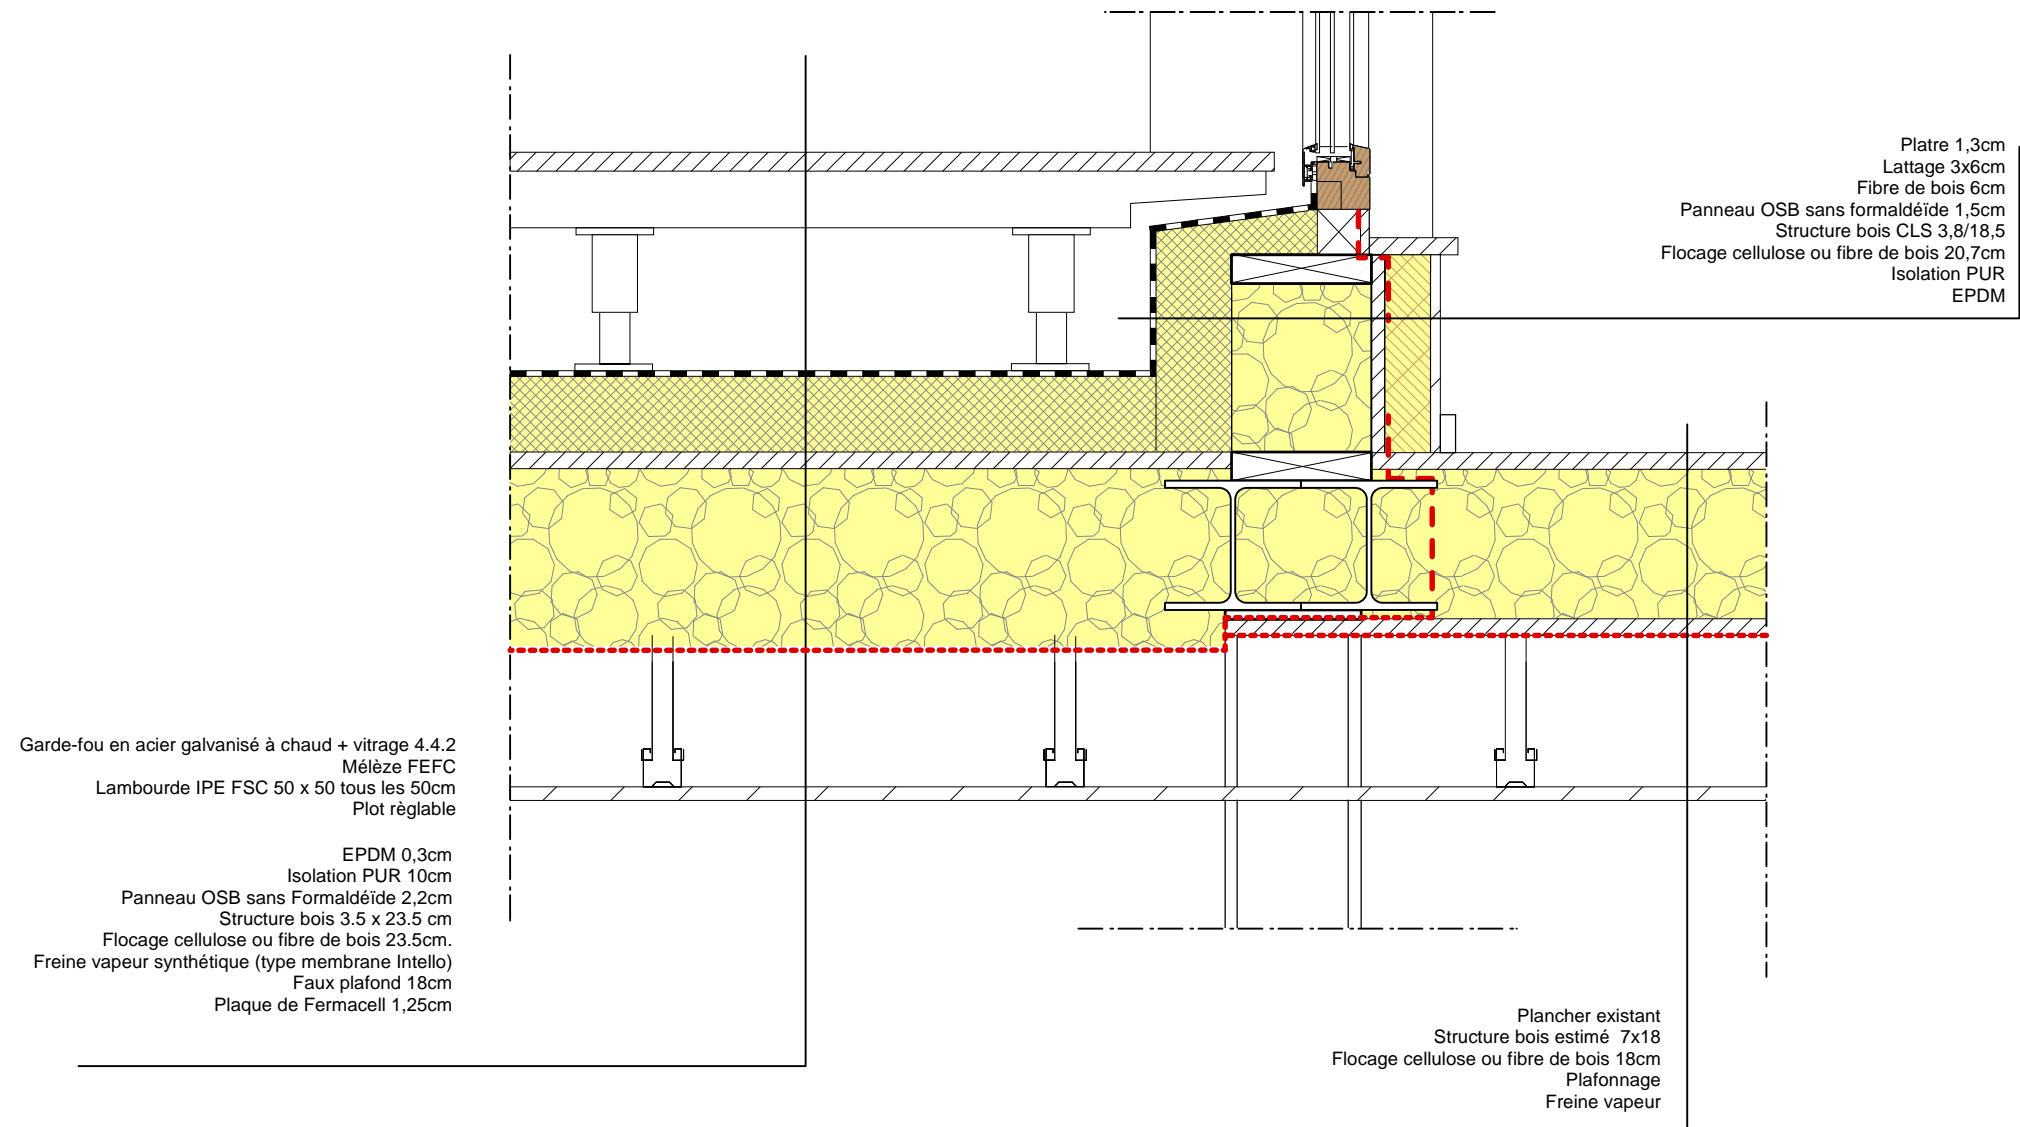 Platre 1,3cm
Lattage 3x6cm
Fibre de bois 6cm
Panneau OSB sans formaldéïde 1,5cm
Structure bois CLS 3,8/18,5
Flocage cellulose ou fibre de bois 20,7cm
Isolation PUR
EPDM
Garde-fou en acier galvanisé à chaud + vitrage 4.4.2
Mélèze FEFC
Lambourde IPE FSC 50 x 50 tous les 50cm
Plot règlable
EPDM 0,3cm
Isolation PUR 10cm
Panneau OSB sans Formaldéïde 2,2cm
Structure bois 3.5 x 23.5 cm
Flocage cellulose ou fibre de bois 23.5cm.
Freine vapeur synthétique (type membrane Intello)
Faux plafond 18cm
Plaque de Fermacell 1,25cm
Plancher existant
Structure bois estimé  7x18
Flocage cellulose ou fibre de bois 18cm
Plafonnage
Freine vapeur